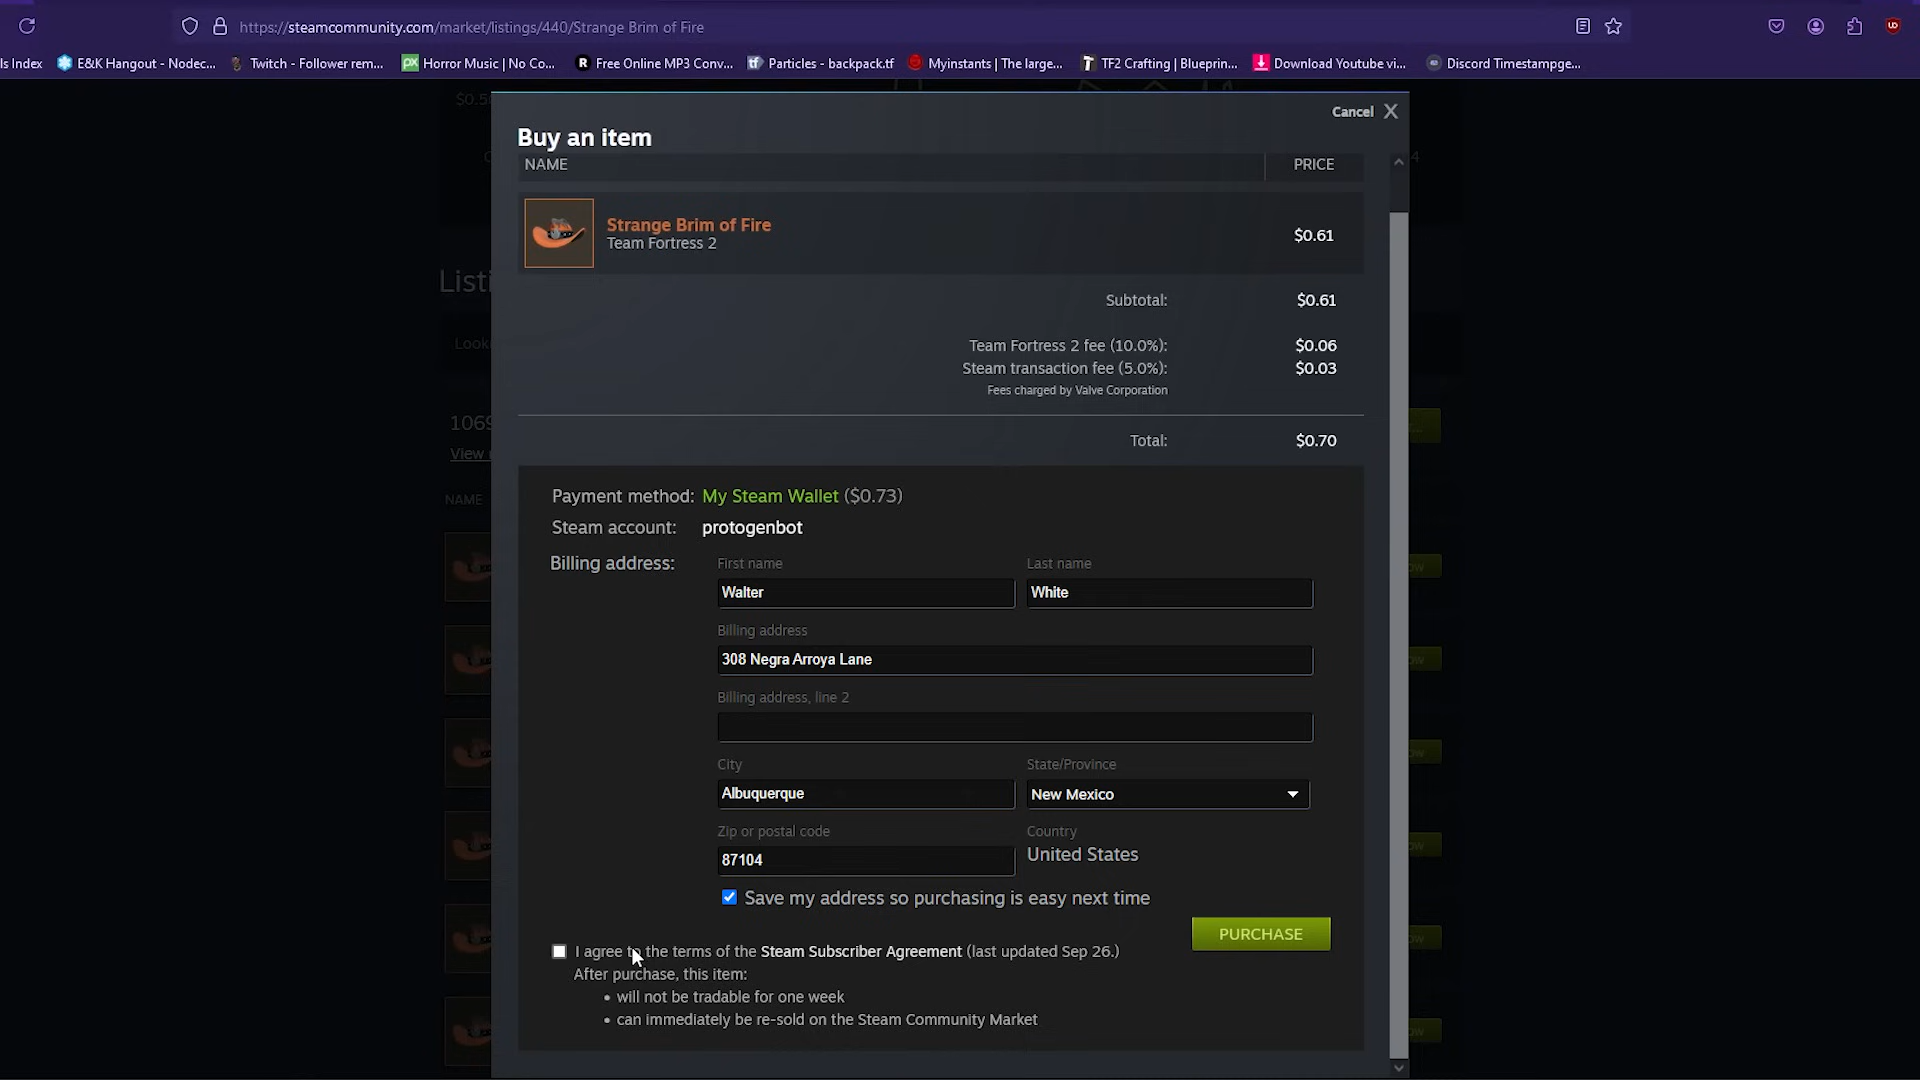 https://steamcommunity.com/market/listings/440/Strange Brim of Fire
ls Index
E&K Hangout - Nodec...
Twitch - Follower rem...
Horror Music | No Co...
Free Online MP3 Conv...
Particles - backpack.tf
Myinstants | The large...
TF2 Crafting | Blueprin...
Download Youtube vi...
Discord Timestampge...
Cancel X
Buy an item
NAME PRICE
Strange Brim of Fire
Team Fortress 2
$0.61
Subtotal: $0.61
Listi
Look
Team Fortress 2 fee (10.0%): $0.06
Steam transaction fee (5.0%): $0.03
Fees charged by Valve Corporation
1069
Total: $0.70
View
NAME
Payment method: My Steam Wallet ($0.73)
Steam account: protogenbot
Billing address:
First name Last name
Walter White
Billing address
308 Negra Arroya Lane
Billing address, line 2
City State/Province
Albuquerque New Mexico
Zip or postal code Country
87104 United States
Save my address so purchasing is easy next time
PURCHASE
I agree to the terms of the Steam Subscriber Agreement (last updated Sep 26.)
After purchase, this item:
• will not be tradable for one week
• can immediately be re-sold on the Steam Community Market